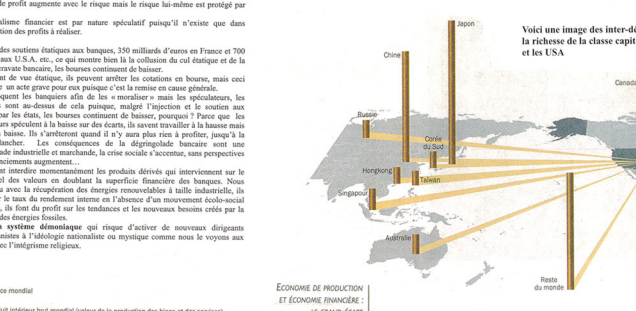 de profit augmente avec le risque mais le risque lui-même est protégé par
alisme financier est par nature spéculatif puisqu'il n'existe que dans
tion des profits à réaliser.
des soutiens étatiques aux banques, 350 milliards d'euros en France et 700
aux U.S.A. etc., ce qui montre bien là la collusion du cul étatique et de la
ravate bancaire, les bourses continuent de baisser.
nt de vue étatique, ils peuvent arrêter les cotations en bourse, mais ceci
e un acte grave pour eux puisque c'est la remise en cause générale.
quent les banquiers afin de les « moraliser » mais les spéculateurs, les
s sont au-dessus de cela puisque, malgré l'injection et le soutien aux
par les états, les bourses continuent de baisser, pourquoi ? Parce que les
eurs spéculent à la baisse sur des écarts, ils savent travailler à la hausse mais
baisse. Ils s'arrêteront quand il n'y aura plus rien à profiter, jusqu'à la
lancher. Les conséquences de la dégringolade bancaire sont une
ade industrielle et marchande, la crise sociale s'accentue, sans perspectives
nciements augmentent…
nt interdire momentanément les produits dérivés qui interviennent sur le
el des valeurs en doublant la superficie financière des banques. Nous
u avec la récupération des énergies renouvelables à taille industrielle, ils
r le taux du rendement interne en l'absence d'un mouvement écolo-social
, ils font du profit sur les tendances et les nouveaux besoins créés par la
des énergies fossiles.
n système démoniaque qui risque d'activer de nouveaux dirigeants
nistes à l'idéologie nationaliste ou mystique comme nous le voyons aux
ec l'intégrisme religieux.
ce mondial
Voici une image des inter-dé
la richesse de la classe capit
et les USA
Japon
Chine
Canada
Russie
Corée
du Sud
Hongkong
Taiwan
Singapour
Australie
Reste
du monde
ECONOMIE DE PRODUCTION
ET ÉCONOMIE FINANCIÈRE :